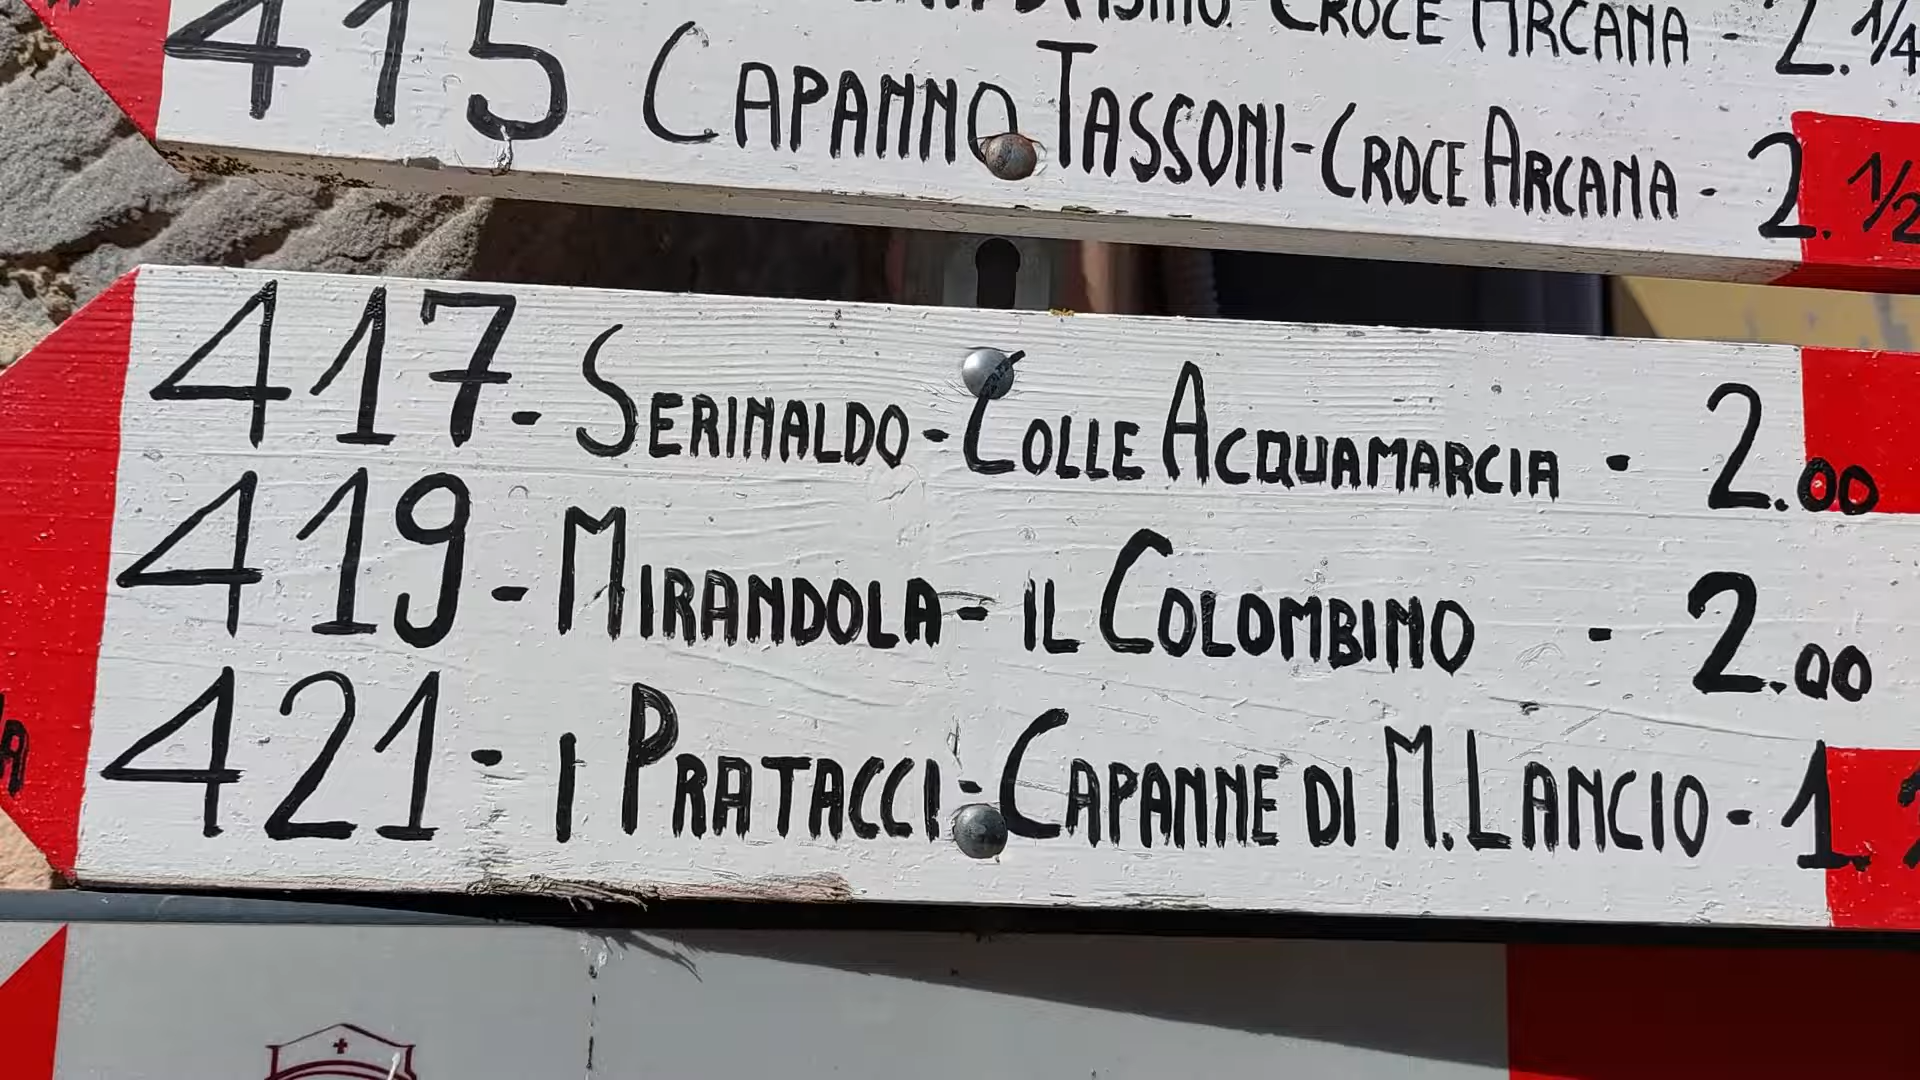 CROCE ARCANA - 2. 1/4
415 CAPANNO TASSONI-CROCE ARCANA - 2. 1/2
417- SERINALDO-COLLE ACQUAMARCIA - 2.00
419 - MIRANDOLA - IL COLOMBINO - 2.00
421 - I PRATACCI-CAPANNE DI M.LANCIO - 1.